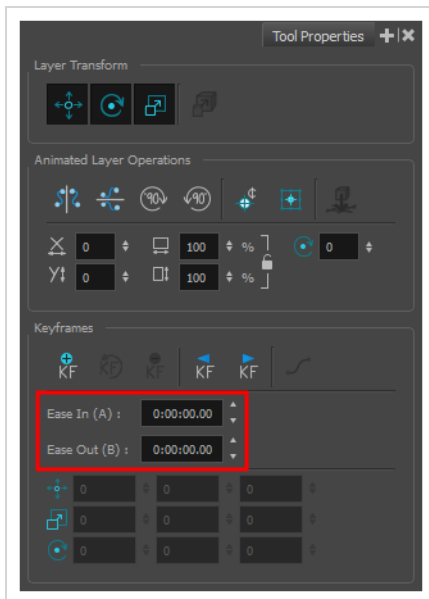 Tool Properties
Layer Transform
Animated Layer Operations
90 90
X 0 100 % 0
Y 0 100 %
Keyframes
KF KF KF KF KF
Ease In (A) : 0:00:00.00
Ease Out (B) : 0:00:00.00
0 0 0
0 0 0
0 0 0